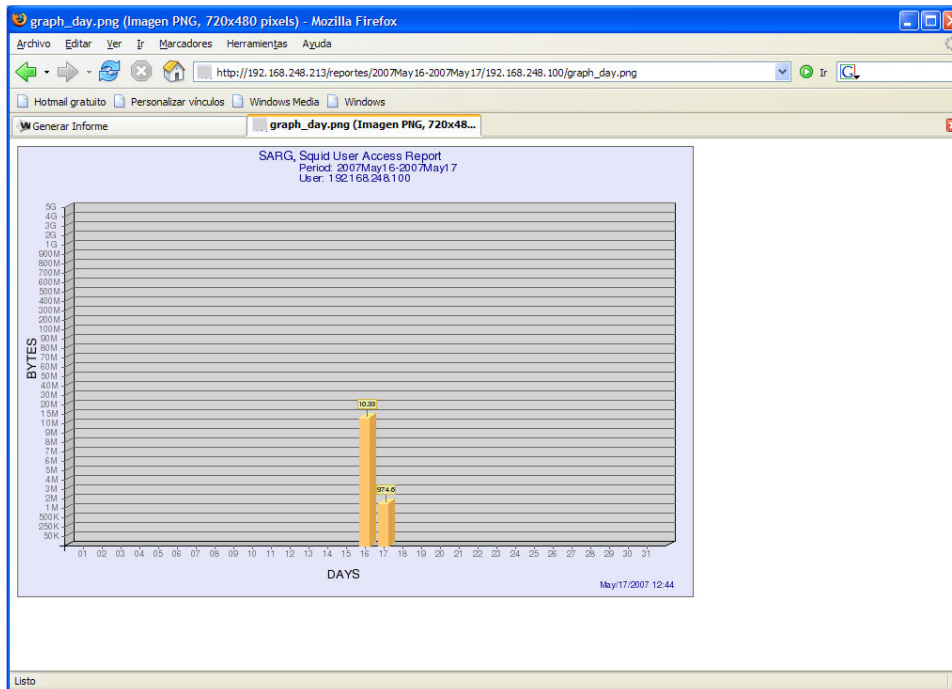 graph_day.png (Imagen PNG, 720x480 pixels) - Mozilla Firefox
Archivo Editar Ver Ir Marcadores Herramientas Ayuda
http://192.168.248.213/reportes/2007May16-2007May17/192.168.248.100/graph_day.png
Ir
G
Hotmail gratuito Personalizar vínculos Windows Media Windows
W Generar Informe
graph_day.png (Imagen PNG, 720x48...
SARG, Squid User Access Report
Period: 2007May16-2007May17
User: 192.168.248.100
5G
4G
3G
2G
1G
900M
800M
700M
600M
500M
400M
300M
200M
100M
90M
80M
70M
60M
50M
40M
30M
20M
15M
10M
9M
8M
7M
6M
5M
4M
3M
2M
1M
500K
250K
50K
BYTES
974.6
01 02 03 04 05 06 07 08 09 10 11 12 13 14 15 16 17 18 19 20 21 22 23 24 25 26 27 28 29 30 31
DAYS
May/17/2007 12:44
Listo